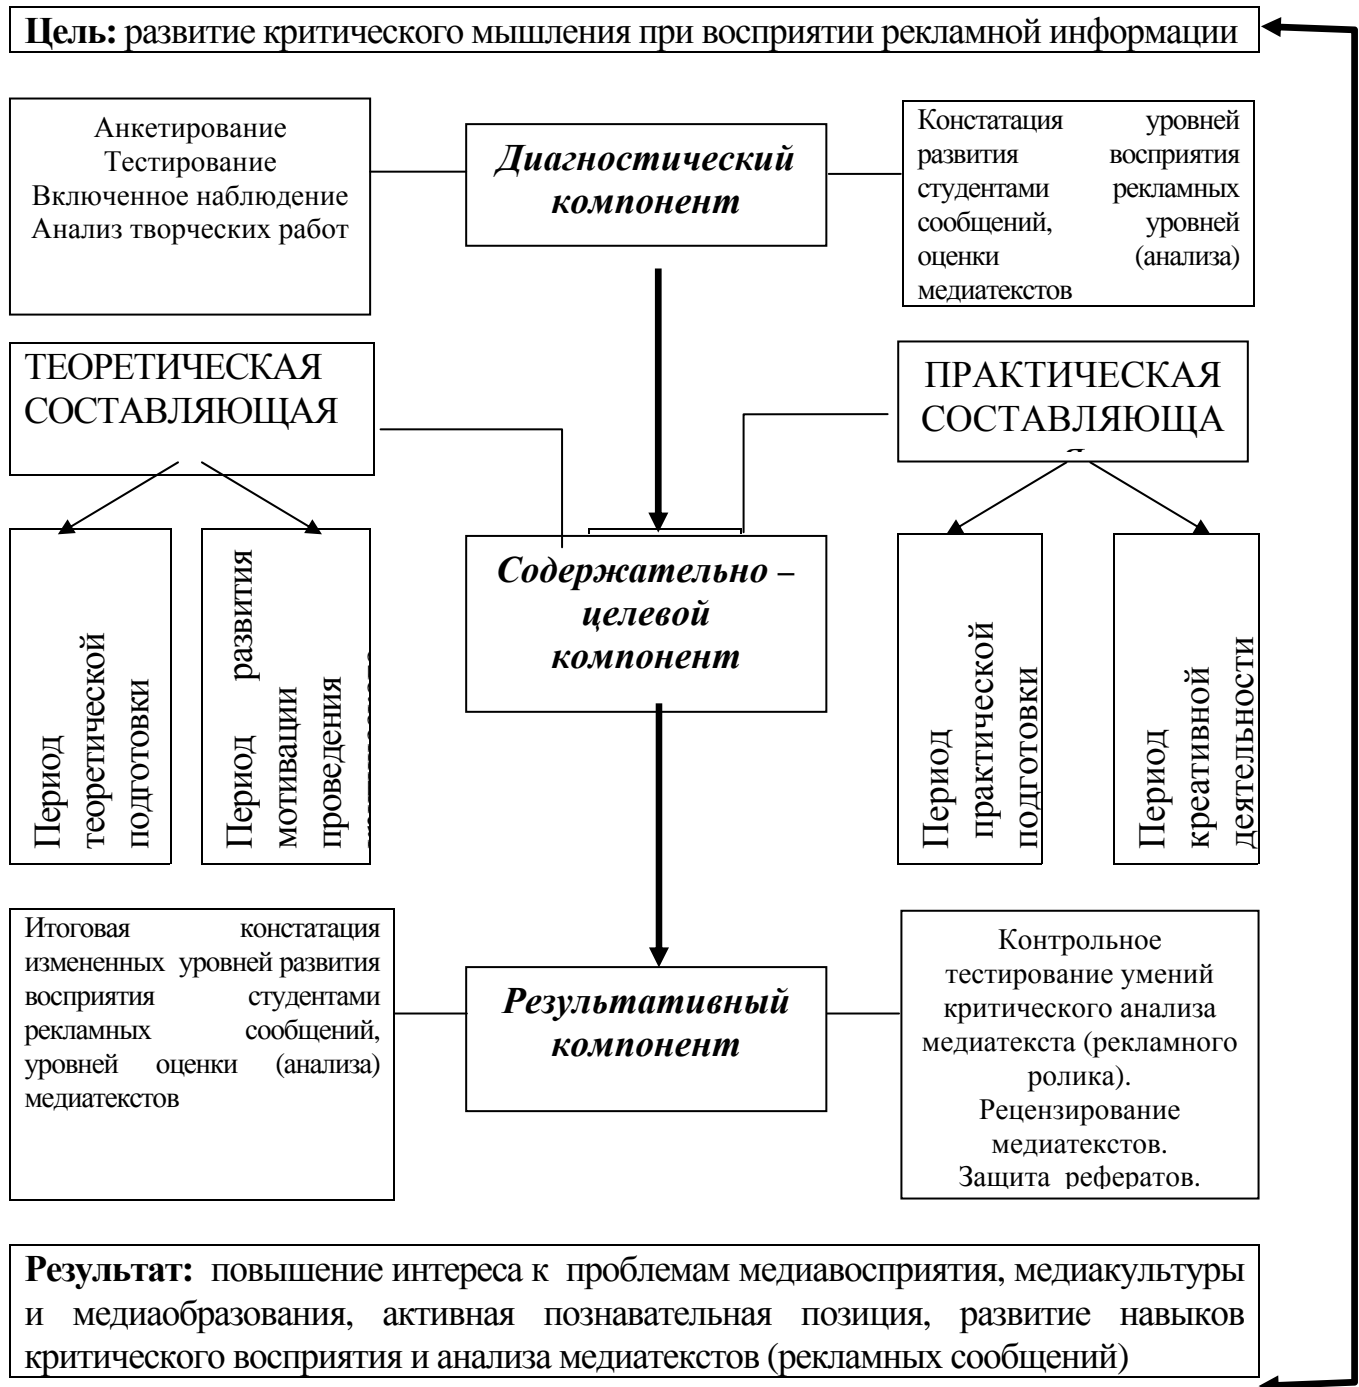 Цель: развитие критического мышления при восприятии рекламной информации
Анкетирование
Тестирование
Включенное наблюдение
Анализ творческих работ
Диагностический
компонент
Констатация уровней
развития восприятия
студентами рекламных
сообщений, уровней
оценки (анализа)
медиатекстов
ТЕОРЕТИЧЕСКАЯ
СОСТАВЛЯЮЩАЯ
ПРАКТИЧЕСКАЯ
СОСТАВЛЯЮЩА
Период
теоретической
подготовки
Период развития
мотивации
проведения
Содержательно –
целевой
компонент
Период
практической
подготовки
Период
креативной
деятельности
Итоговая констатация
измененных уровней развития
восприятия студентами
рекламных сообщений,
уровней оценки (анализа)
медиатекстов
Результативный
компонент
Контрольное
тестирование умений
критического анализа
медиатекста (рекламного
ролика).
Рецензирование
медиатекстов.
Защита рефератов.
Результат: повышение интереса к проблемам медиавосприятия, медиакультуры
и медиаобразования, активная познавательная позиция, развитие навыков
критического восприятия и анализа медиатекстов (рекламных сообщений)